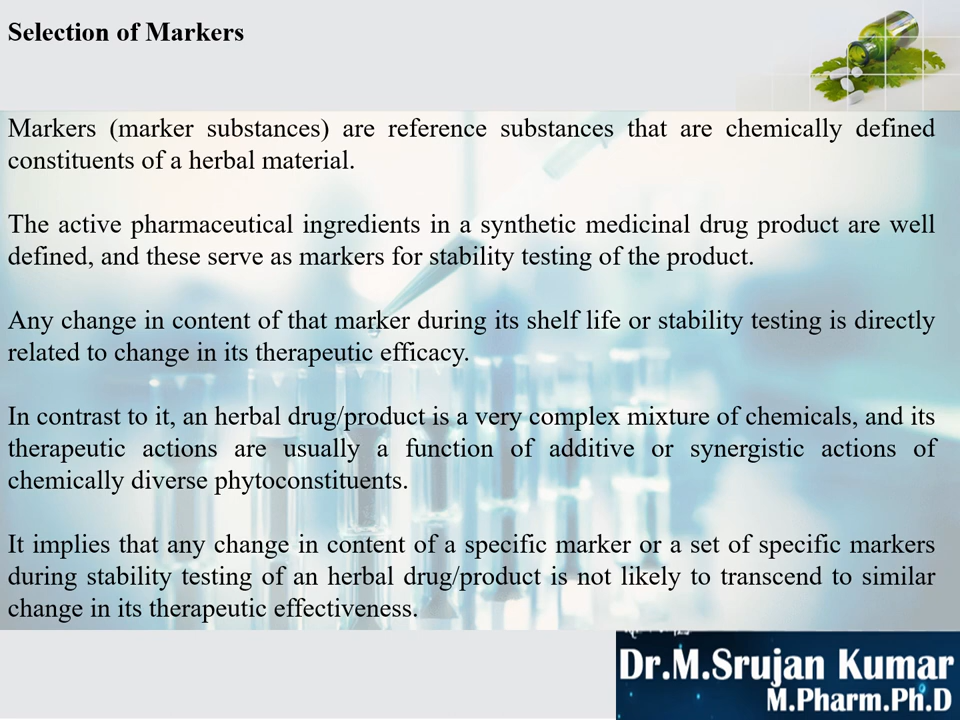 Selection of Markers
Markers (marker substances) are reference substances that are chemically defined
constituents of a herbal material.
The active pharmaceutical ingredients in a synthetic medicinal drug product are well
defined, and these serve as markers for stability testing of the product.
Any change in content of that marker during its shelf life or stability testing is directly
related to change in its therapeutic efficacy.
In contrast to it, an herbal drug/product is a very complex mixture of chemicals, and its
therapeutic actions are usually a function of additive or synergistic actions of
chemically diverse phytoconstituents.
It implies that any change in content of a specific marker or a set of specific markers
during stability testing of an herbal drug/product is not likely to transcend to similar
change in its therapeutic effectiveness.
Dr.M.Srujan Kumar
M.Pharm.Ph.D